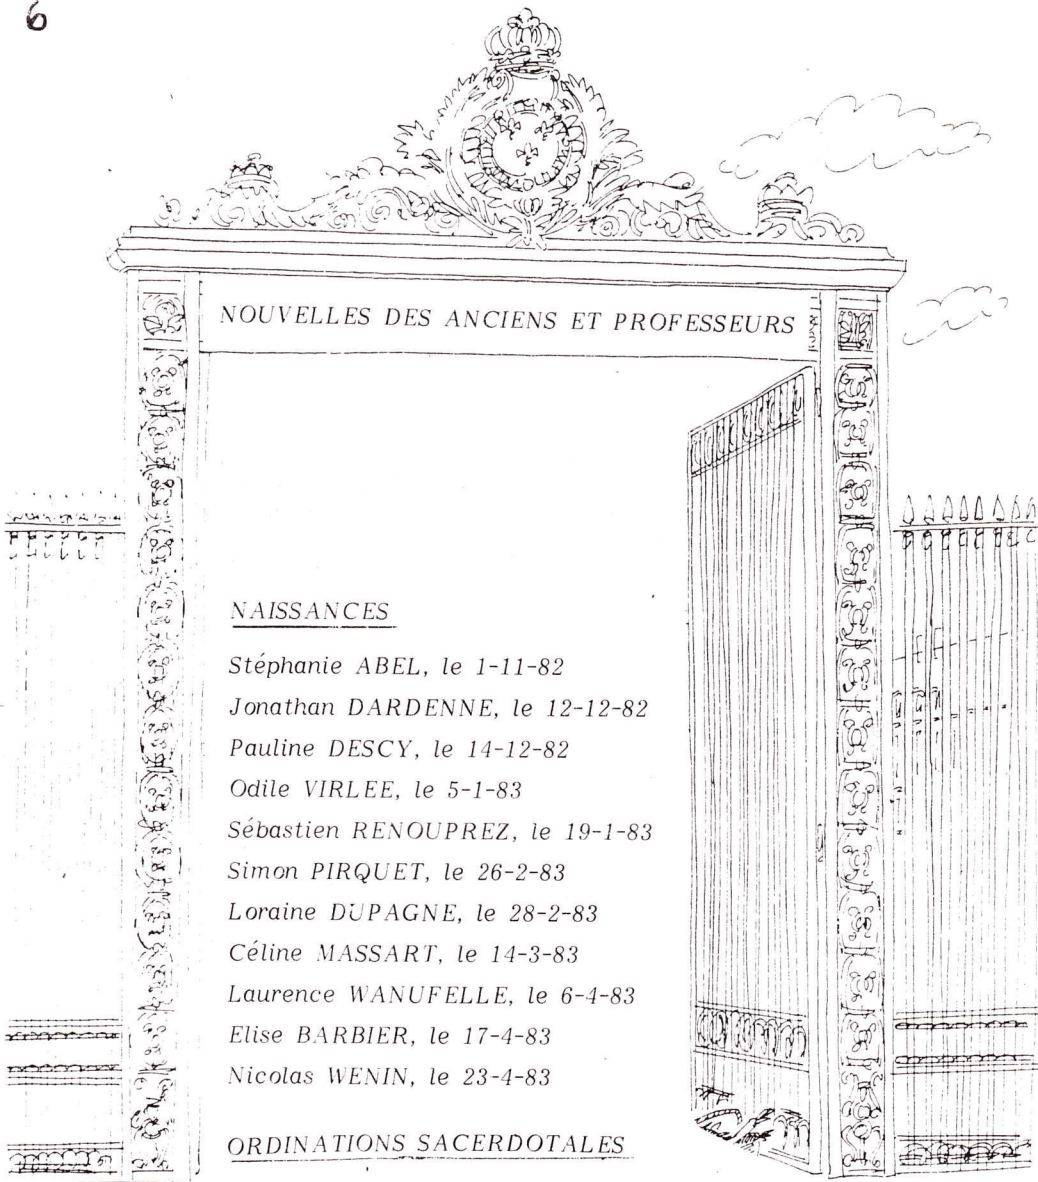 6
NOUVELLES DES ANCIENS ET PROFESSEURS
NAISSANCES
Stéphanie ABEL, le 1-11-82
Jonathan DARDENNE, le 12-12-82
Pauline DESCY, le 14-12-82
Odile VIRLEE, le 5-1-83
Sébastien RENOUPREZ, le 19-1-83
Simon PIRQUET, le 26-2-83
Loraine DUPAGNE, le 28-2-83
Céline MASSART, le 14-3-83
Laurence WANUFELLE, le 6-4-83
Elise BARBIER, le 17-4-83
Nicolas WENIN, le 23-4-83
ORDINATIONS SACERDOTALES